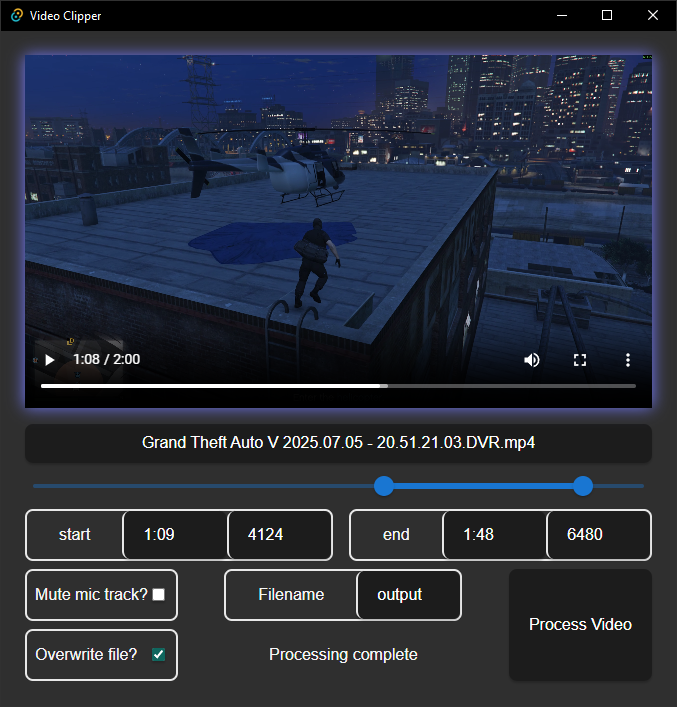 Video Clipper
1:08 / 2:00
Grand Theft Auto V 2025.07.05 - 20.51.21.03.DVR.mp4
start 1:09 4124 end 1:48 6480
Mute mic track? Filename output
Process Video
Overwrite file? Processing complete